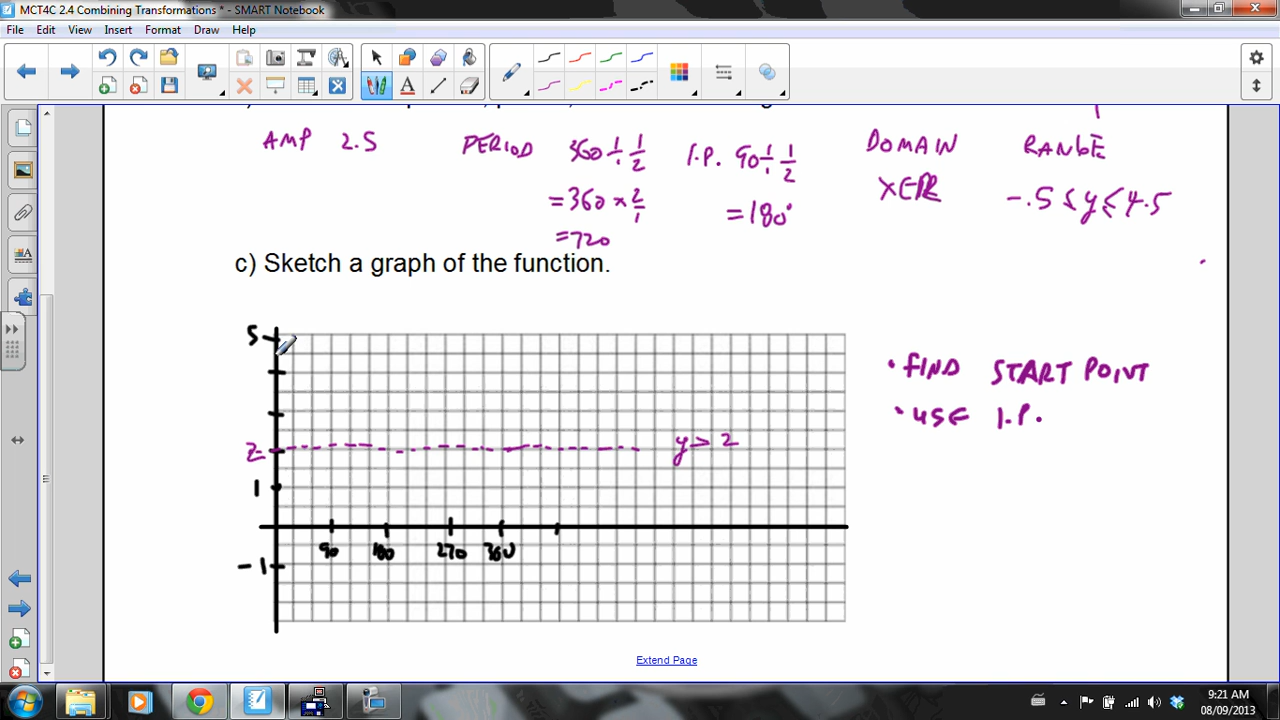 MCT4C 2.4 Combining Transformations * - SMART Notebook
File Edit View Insert Format Draw Help
AMP 2.5 PERIOD 360 ÷ 1/2 I.P. 90 ÷ 1/2 DOMAIN RANGE
= 360 × 2/1 = 180° XER -.5 ≤ y ≤ 4.5
= 720
c) Sketch a graph of the function.
5
• FIND START POINT
• USE I.P.
2 y = 2
1
90 180 270 360
-1
Extend Page
9:21 AM
08/09/2013